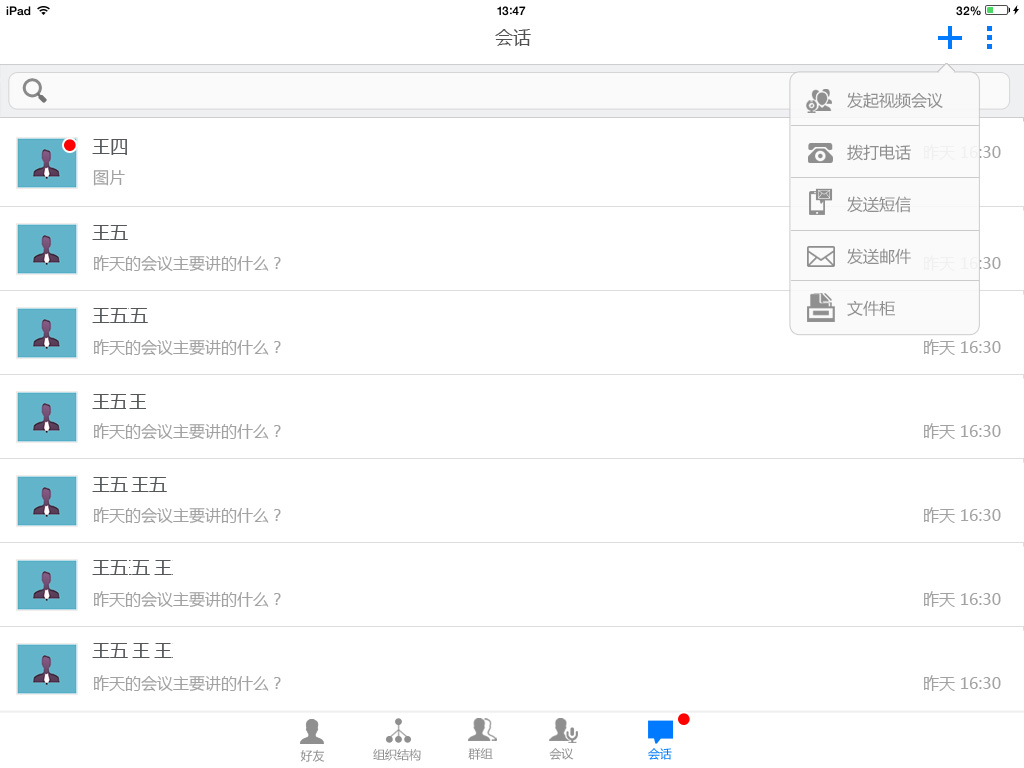 iPad 13:47 32%
会话
发起视频会议
拨打电话
发送短信
发送邮件
文件柜
王四
图片 昨天 16:30
王五
昨天的会议主要讲的什么？ 昨天 16:30
王五五
昨天的会议主要讲的什么？ 昨天 16:30
王五王
昨天的会议主要讲的什么？ 昨天 16:30
王五王五
昨天的会议主要讲的什么？ 昨天 16:30
王五五 王
昨天的会议主要讲的什么？ 昨天 16:30
王五 王 王
昨天的会议主要讲的什么？ 昨天 16:30
好友 组织结构 群组 会议 会话